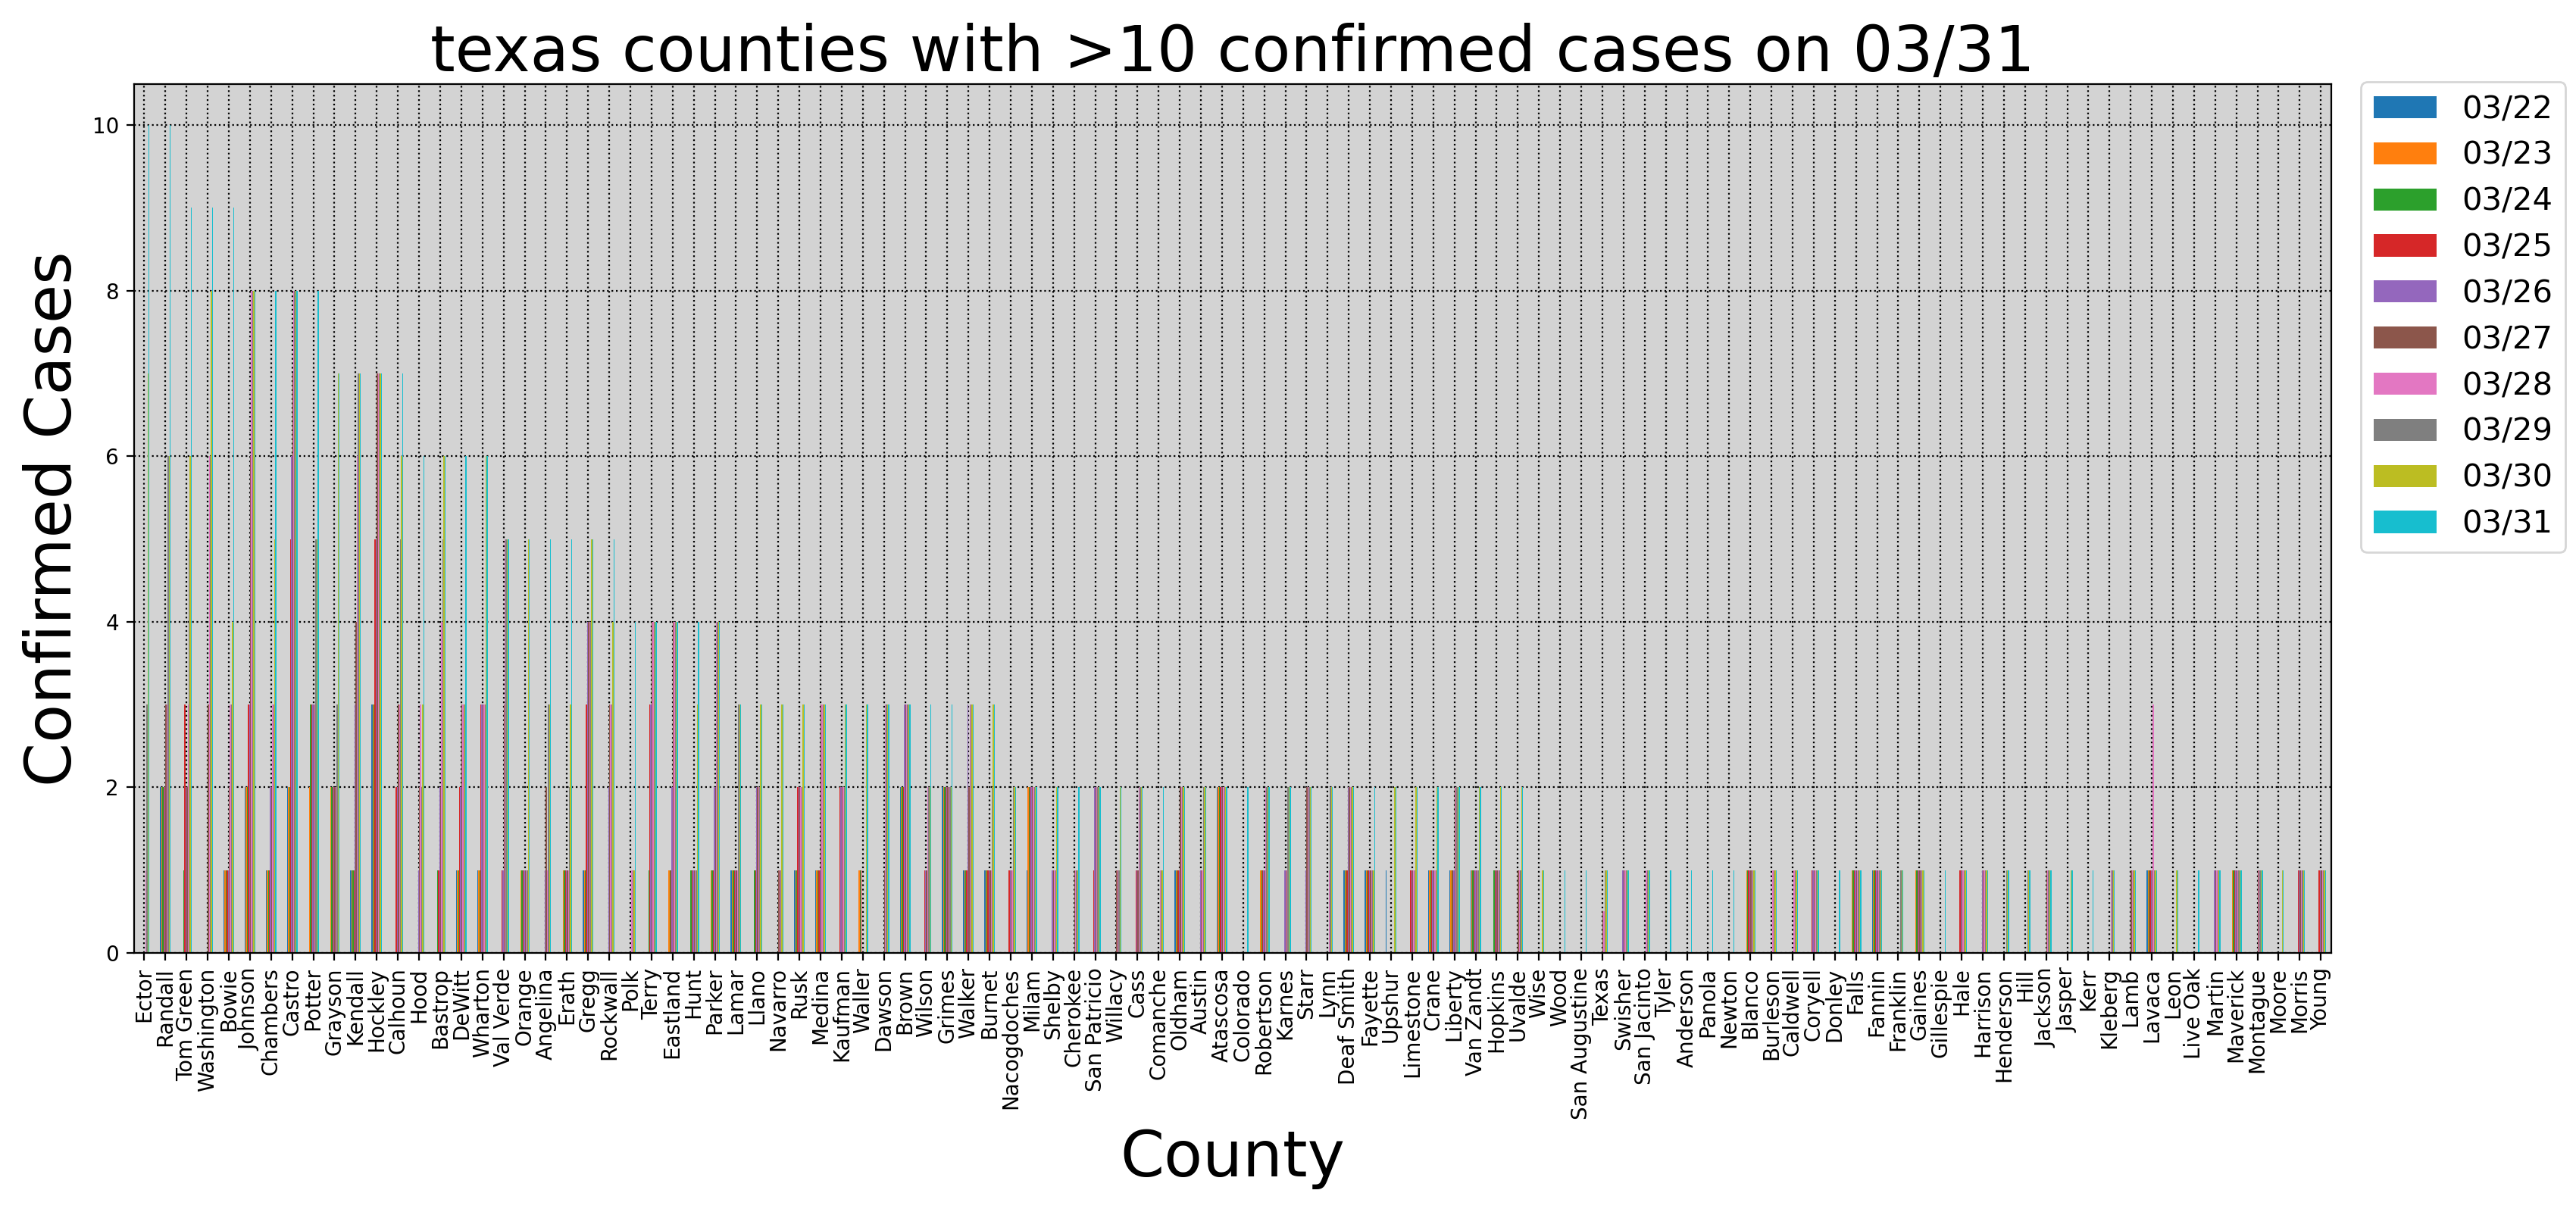 texas counties with >10 confirmed cases on 03/31
Confirmed Cases
10
8
6
4
2
0
03/22
03/23
03/24
03/25
03/26
03/27
03/28
03/29
03/30
03/31
Ector
Randall
Tom Green
Washington
Bowie
Johnson
Chambers
Castro
Potter
Grayson
Kendall
Hockley
Calhoun
Hood
Bastrop
DeWitt
Wharton
Val Verde
Orange
Angelina
Erath
Gregg
Rockwall
Polk
Terry
Eastland
Hunt
Parker
Lamar
Llano
Navarro
Rusk
Medina
Kaufman
Waller
Dawson
Brown
Wilson
Grimes
Walker
Burnet
Nacogdoches
Milam
Shelby
Cherokee
San Patricio
Willacy
Cass
Comanche
Oldham
Austin
Atascosa
Colorado
Robertson
Karnes
Starr
Lynn
Deaf Smith
Fayette
Upshur
Limestone
Crane
Liberty
Van Zandt
Hopkins
Uvalde
Wise
Wood
San Augustine
Texas
Swisher
San Jacinto
Tyler
Anderson
Panola
Newton
Blanco
Burleson
Caldwell
Coryell
Donley
Falls
Fannin
Franklin
Gaines
Gillespie
Hale
Harrison
Henderson
Hill
Jackson
Jasper
Kerr
Kleberg
Lamb
Lavaca
Leon
Live Oak
Martin
Maverick
Montague
Moore
Morris
Young
County